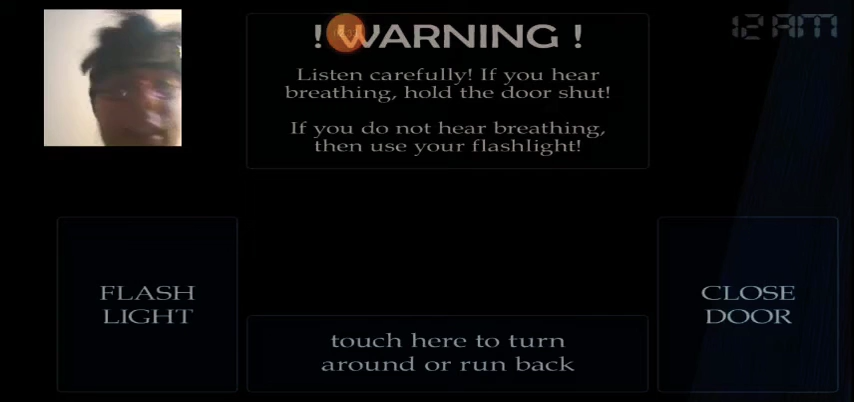 ! WARNING !
12 AM
Listen carefully! If you hear
breathing, hold the door shut!
If you do not hear breathing,
then use your flashlight!
FLASH
LIGHT
CLOSE
DOOR
touch here to turn
around or run back